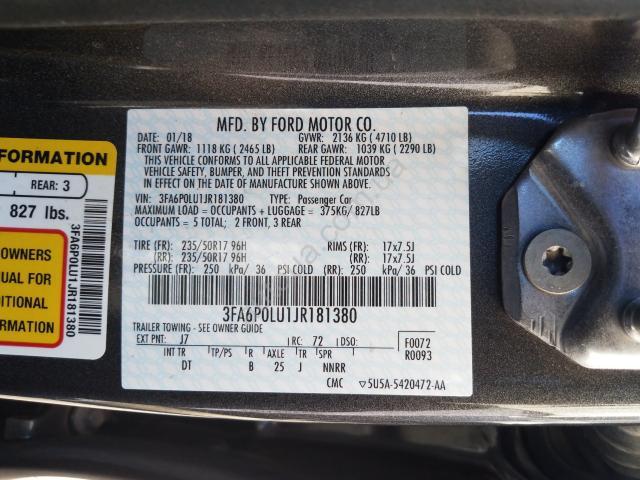 MFD. BY FORD MOTOR CO.
DATE: 01/18 GVWR: 2136 KG ( 4710 LB)
FRONT GAWR: 1118 KG ( 2465 LB) REAR GAWR: 1039 KG ( 2290 LB)
THIS VEHICLE CONFORMS TO ALL APPLICABLE FEDERAL MOTOR
VEHICLE SAFETY, BUMPER, AND THEFT PREVENTION STANDARDS
IN EFFECT ON THE DATE OF MANUFACTURE SHOWN ABOVE.
VIN: 3FA6P0LU1JR181380 TYPE: Passenger Car
MAXIMUM LOAD = OCCUPANTS + LUGGAGE = 375KG/ 827LB
OCCUPANTS = 5 TOTAL; 2 FRONT, 3 REAR
TIRE (FR): 235/50R17 96H RIMS (FR): 17x7.5J
(RR): 235/50R17 96H (RR): 17x7.5J
PRESSURE (FR): 250 kPa/ 36 PSI COLD (RR): 250 kPa/ 36 PSI COLD
3FA6P0LU1JR181380
TRAILER TOWING - SEE OWNER GUIDE
EXT PNT: J7 RC: 72 DSO: F0072
R0093
INT TR TP/PS R AXLE TR SPR
DT B 25 J NNRR
CMC ▽5U5A-5420472-AA
FORMATION
REAR: 3
827 lbs.
OWNERS
NUAL FOR
DITIONAL
RMATION
3FA6P0LU1JR181380